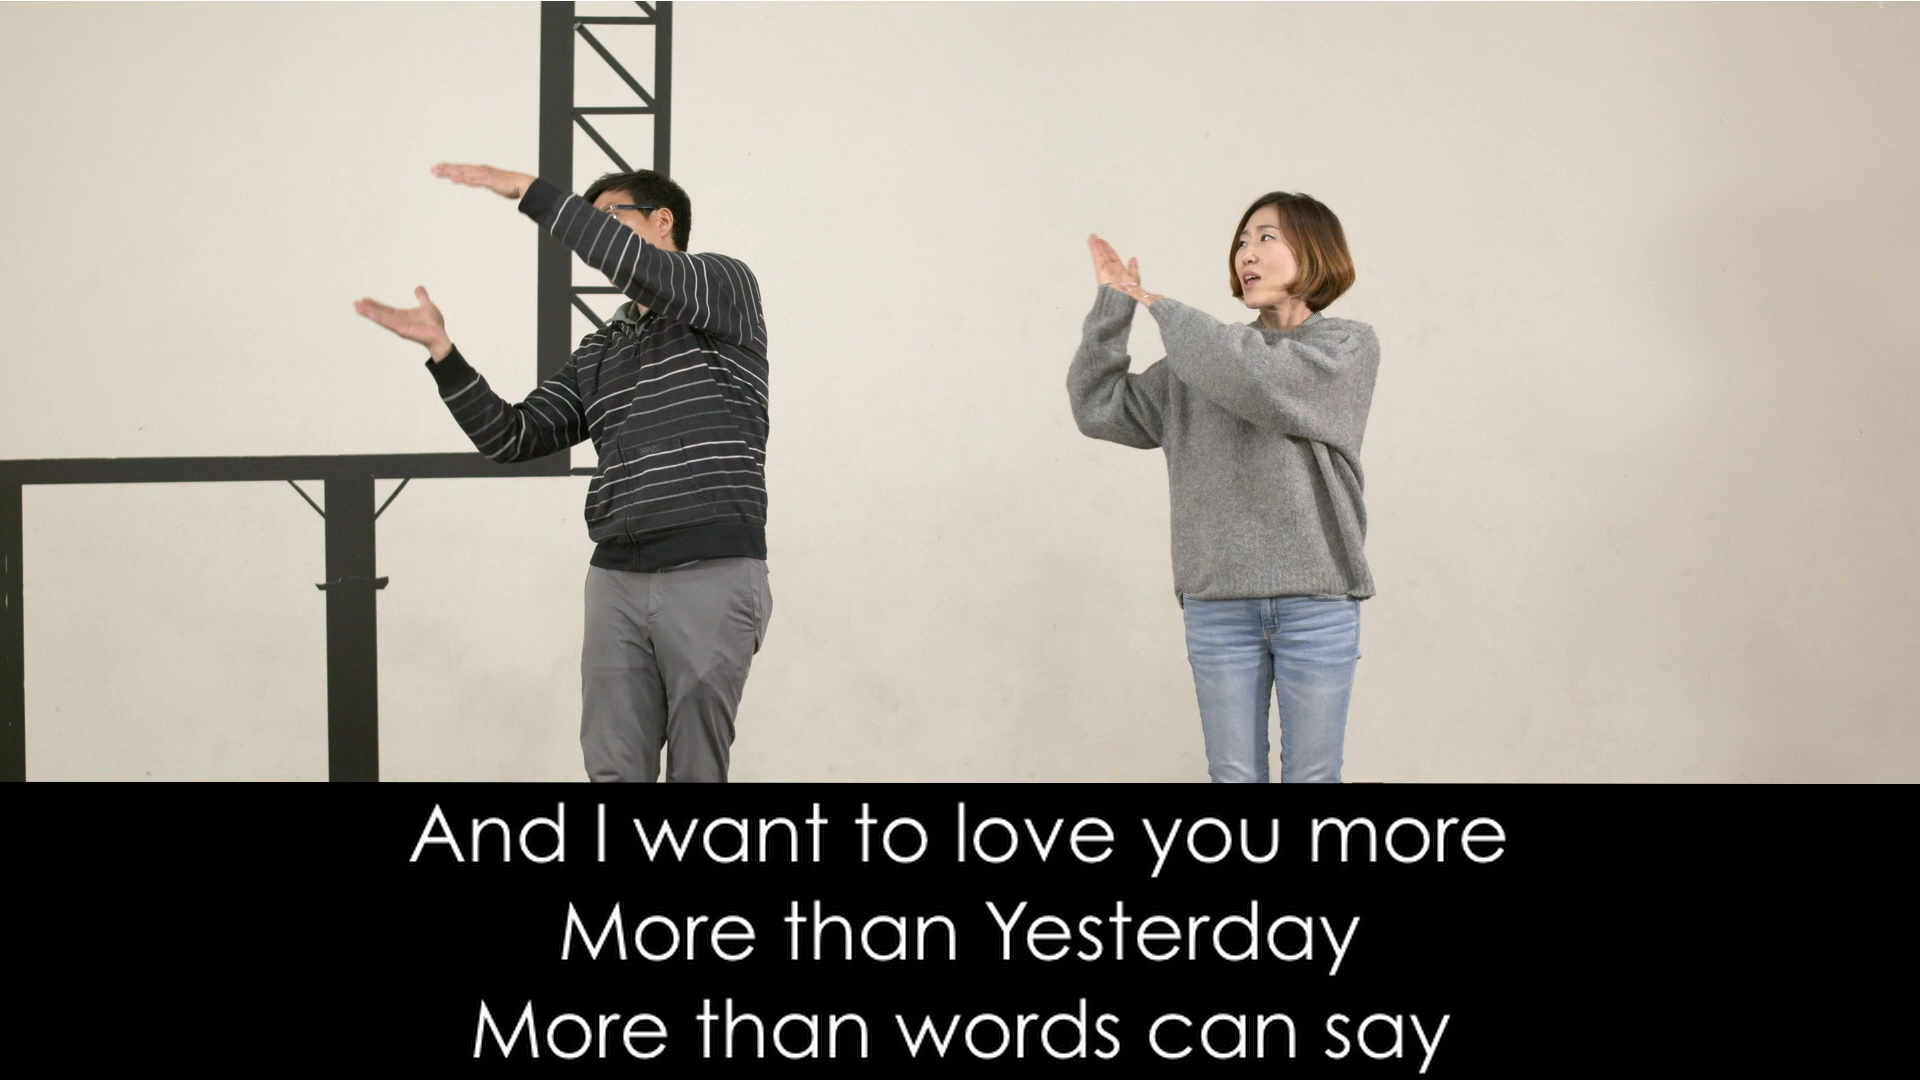 And I want to love you more
More than Yesterday
More than words can say